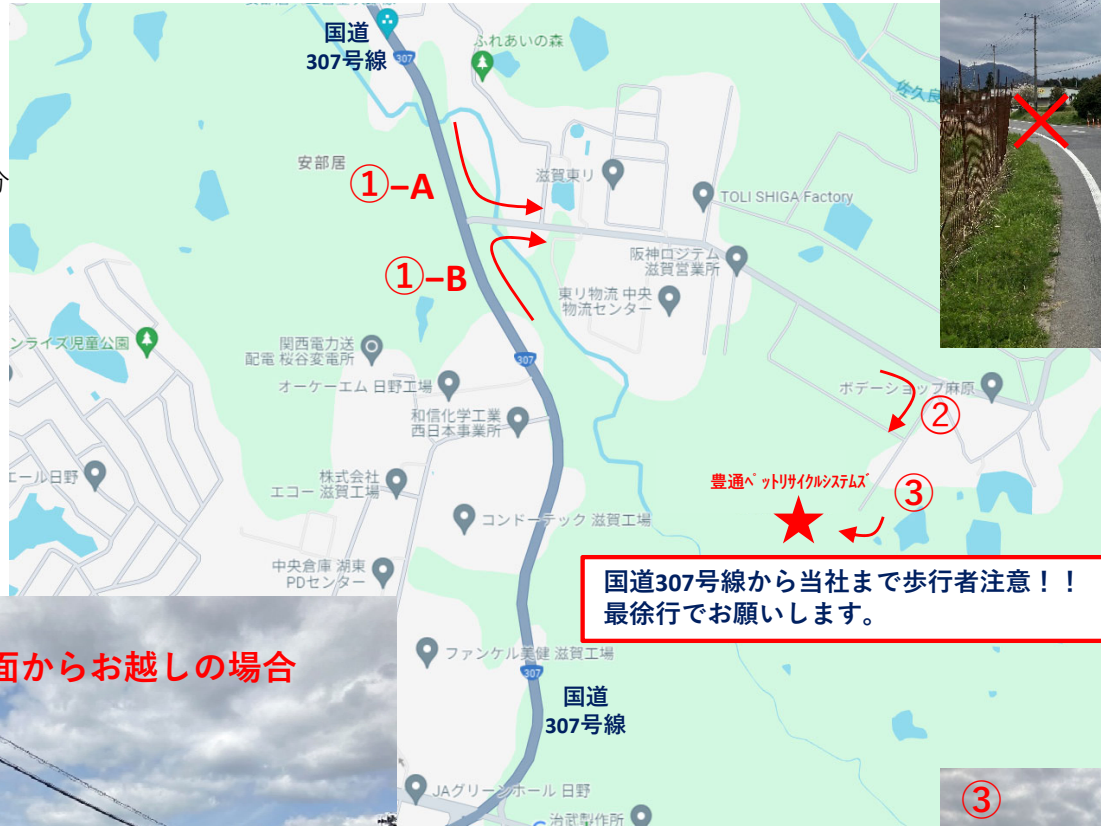 国道
307号線
307
ふれあいの森
佐久良
安部居
①–A
滋賀東リ
TOLI SHIGA Factory
①–B
阪神ロジテム
滋賀営業所
東リ物流 中央
物流センター
ンライズ児童公園
関西電力送
配電 桜谷変電所
307
オーケーエム 日野工場
ボデーショップ麻原
②
和信化学工業
西日本事業所
エール日野
株式会社
エコー 滋賀工場
豊通ペットリサイクルシステムズ
③
コンドーテック 滋賀工場
中央倉庫 湖東
PDセンター
国道307号線から当社まで歩行者注意！！
最徐行でお願いします。
面からお越しの場合
ファンケル美健 滋賀工場
307
国道
307号線
JAグリーンホール 日野
治武製作所
③